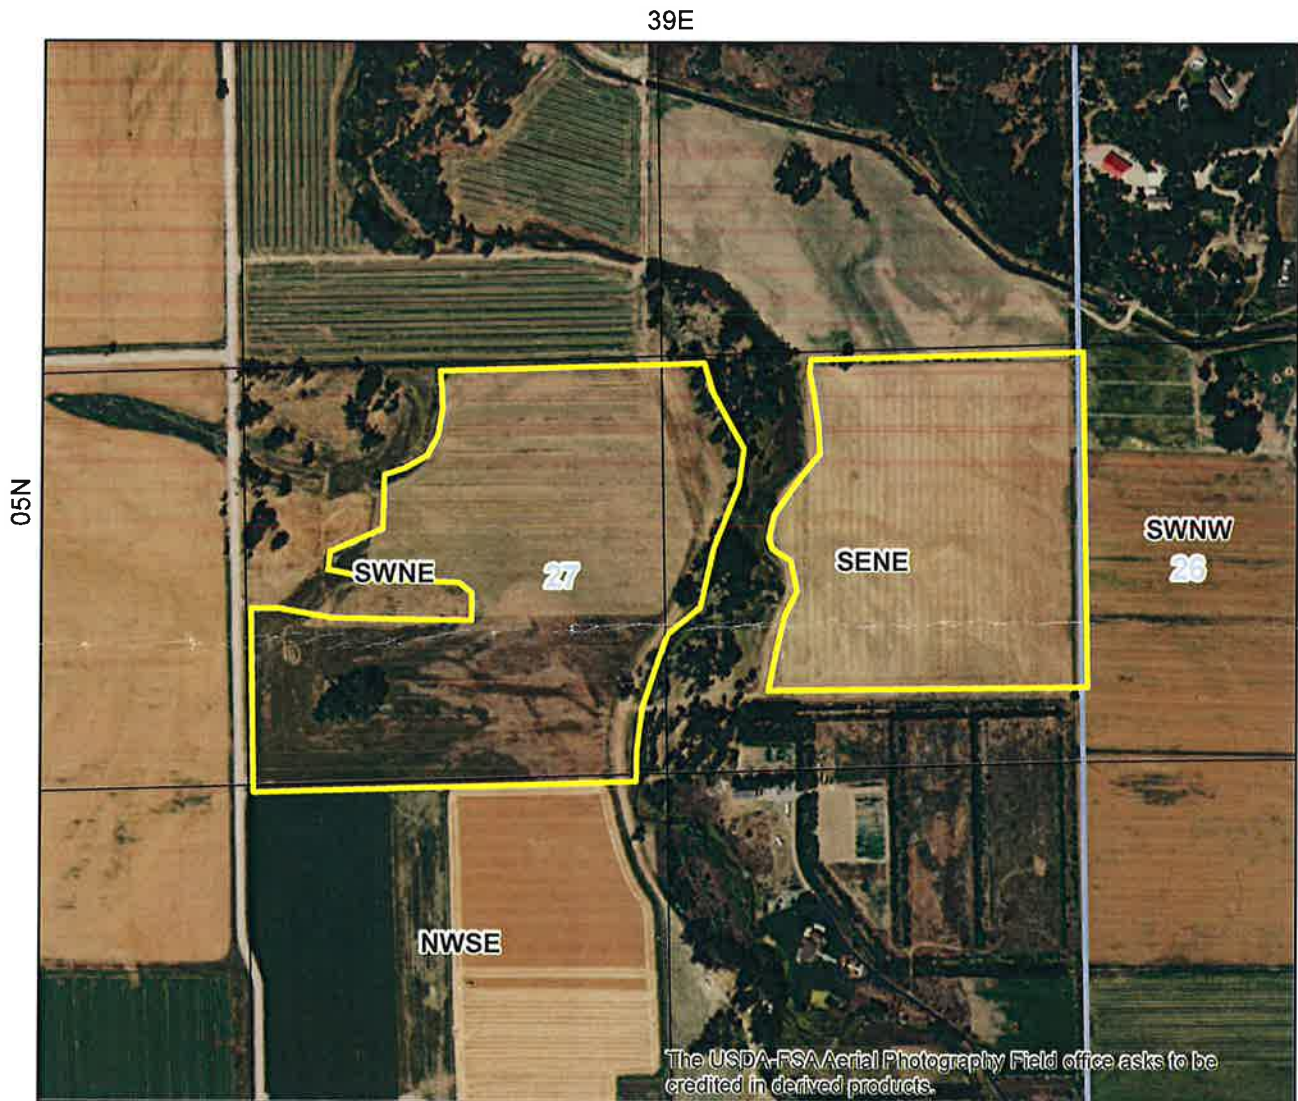 39E
05N
SWNW
26
SWNE
27
SENE
NWSE
The USDA-FSA Aerial Photography Field office asks to be
credited in derived products.